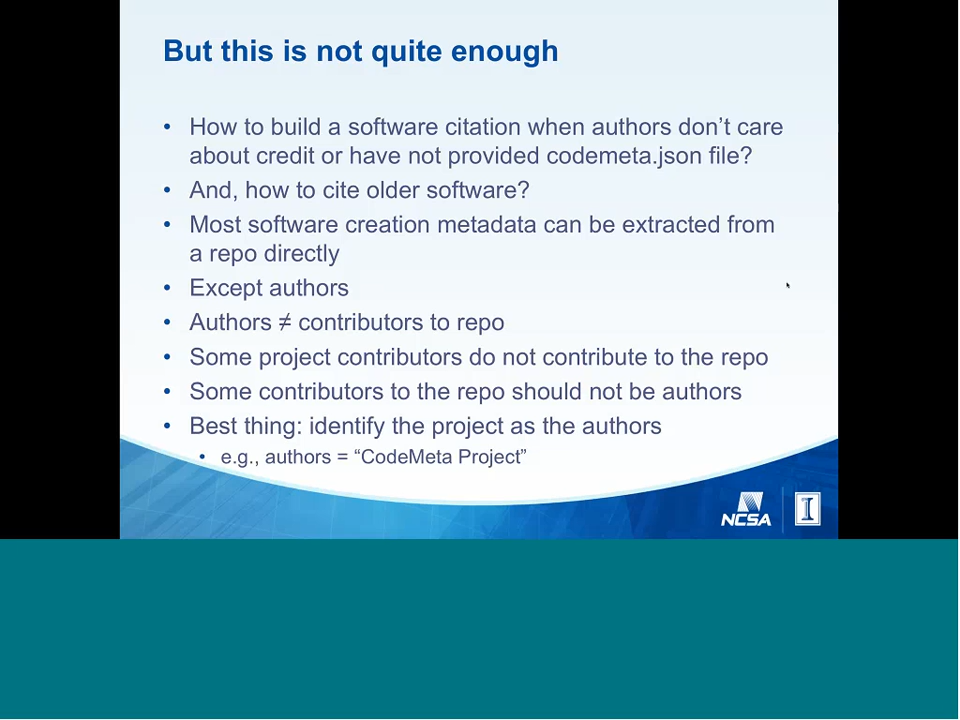 But this is not quite enough
• How to build a software citation when authors don’t care
about credit or have not provided codemeta.json file?
• And, how to cite older software?
• Most software creation metadata can be extracted from
a repo directly
• Except authors
• Authors ≠ contributors to repo
• Some project contributors do not contribute to the repo
• Some contributors to the repo should not be authors
• Best thing: identify the project as the authors
• e.g., authors = “CodeMeta Project”
NCSA
I